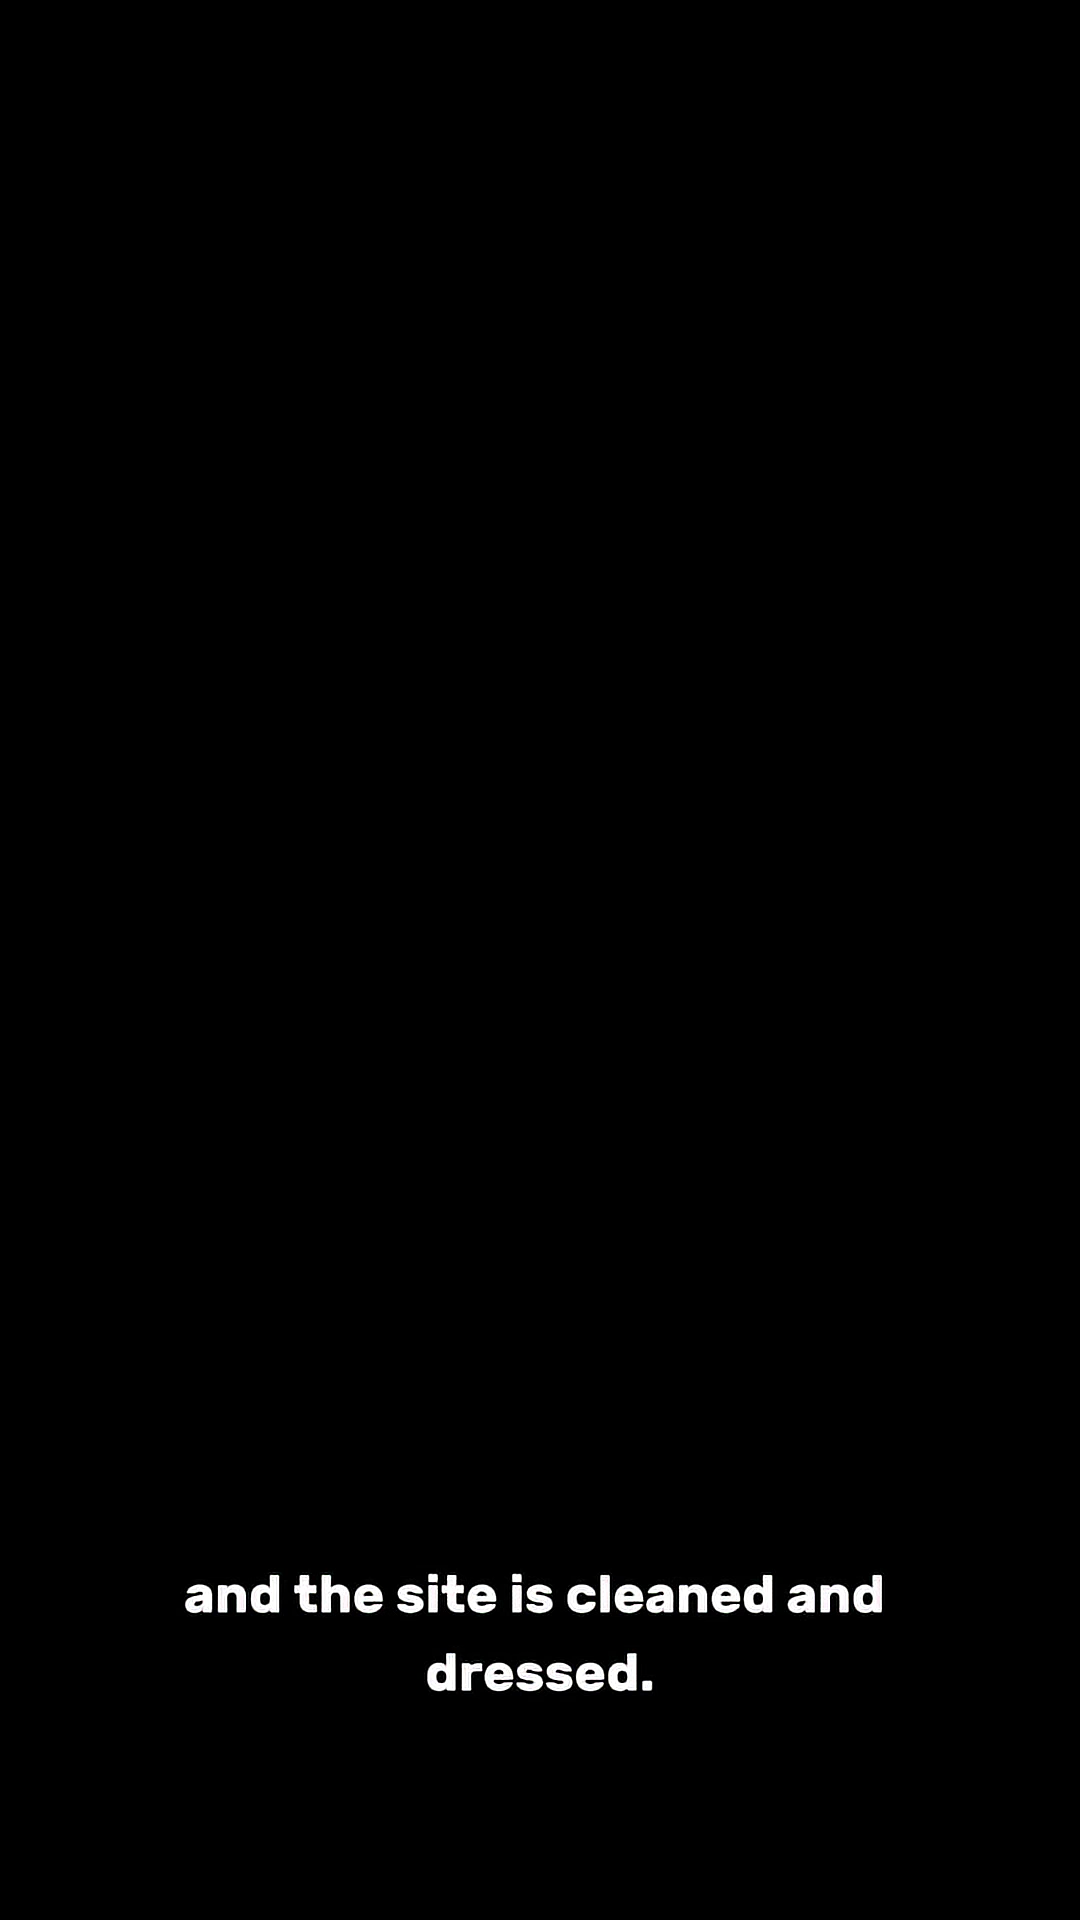 and the site is cleaned and
dressed.